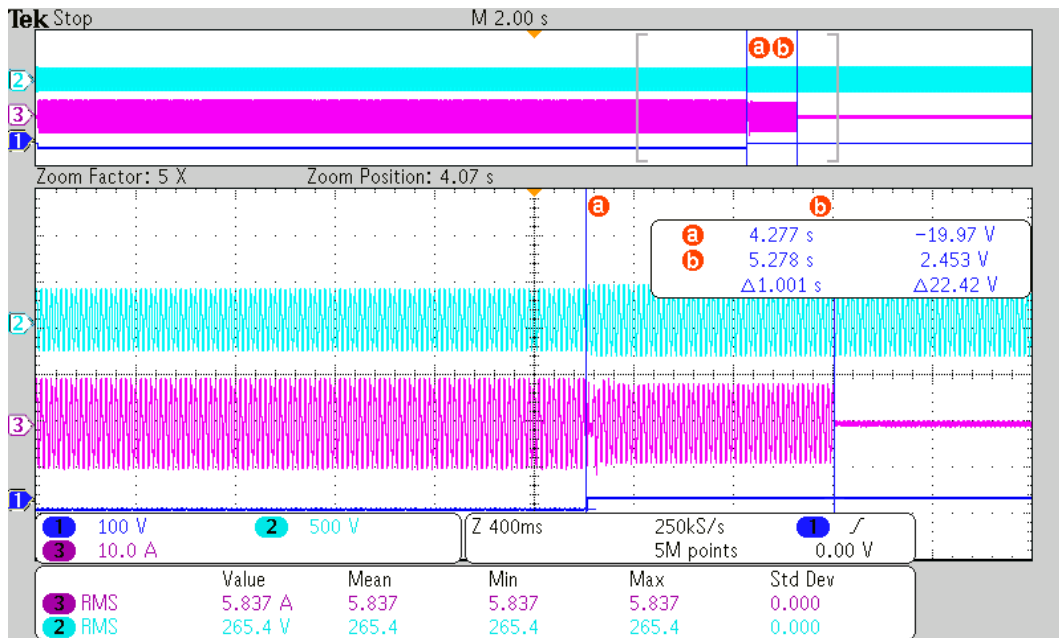 Tek Stop M 2.00 s
a b
2
3
1
Zoom Factor: 5 X Zoom Position: 4.07 s
a b
a 4.277 s −19.97 V
b 5.278 s 2.453 V
Δ1.001 s Δ22.42 V
2
3
1
1 100 V 2 500 V Z 400ms 250kS/s 1 /
3 10.0 A 5M points 0.00 V
Value Mean Min Max Std Dev
3 RMS 5.837 A 5.837 5.837 5.837 0.000
2 RMS 265.4 V 265.4 265.4 265.4 0.000